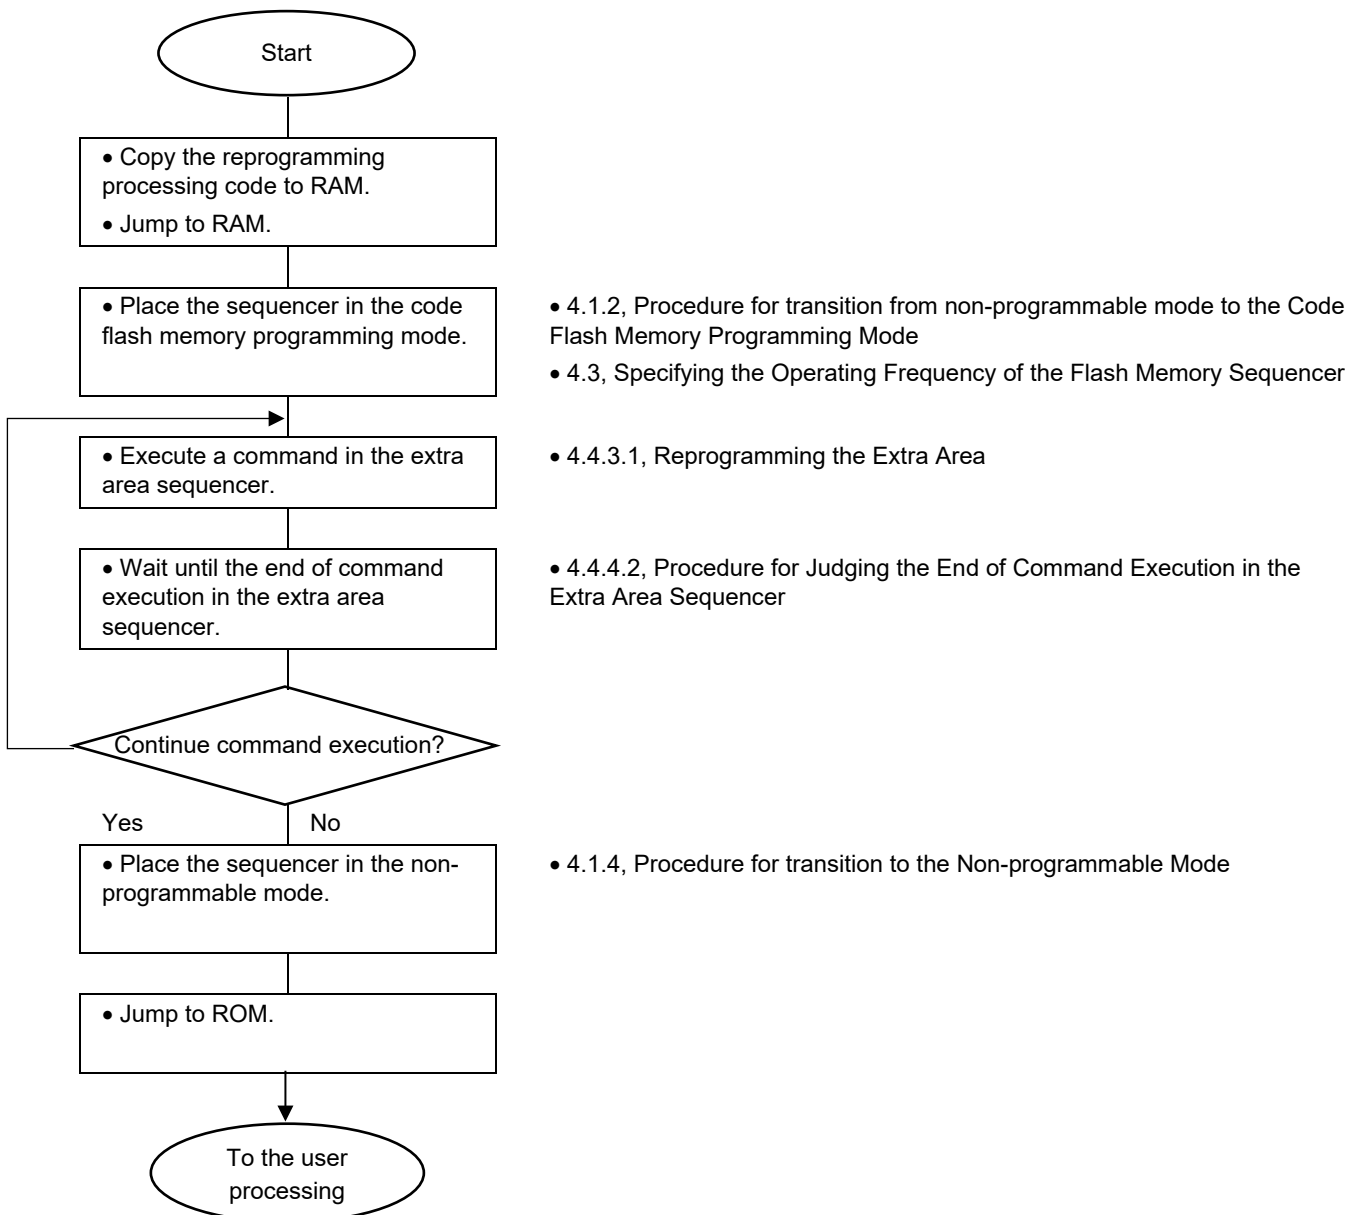 Start
• Copy the reprogramming
processing code to RAM.
• Jump to RAM.
• Place the sequencer in the code
flash memory programming mode.
• 4.1.2, Procedure for transition from non-programmable mode to the Code
Flash Memory Programming Mode
• 4.3, Specifying the Operating Frequency of the Flash Memory Sequencer
• Execute a command in the extra
area sequencer.
• 4.4.3.1, Reprogramming the Extra Area
• Wait until the end of command
execution in the extra area
sequencer.
• 4.4.4.2, Procedure for Judging the End of Command Execution in the
Extra Area Sequencer
Continue command execution?
Yes
No
• Place the sequencer in the non-
programmable mode.
• 4.1.4, Procedure for transition to the Non-programmable Mode
• Jump to ROM.
To the user
processing